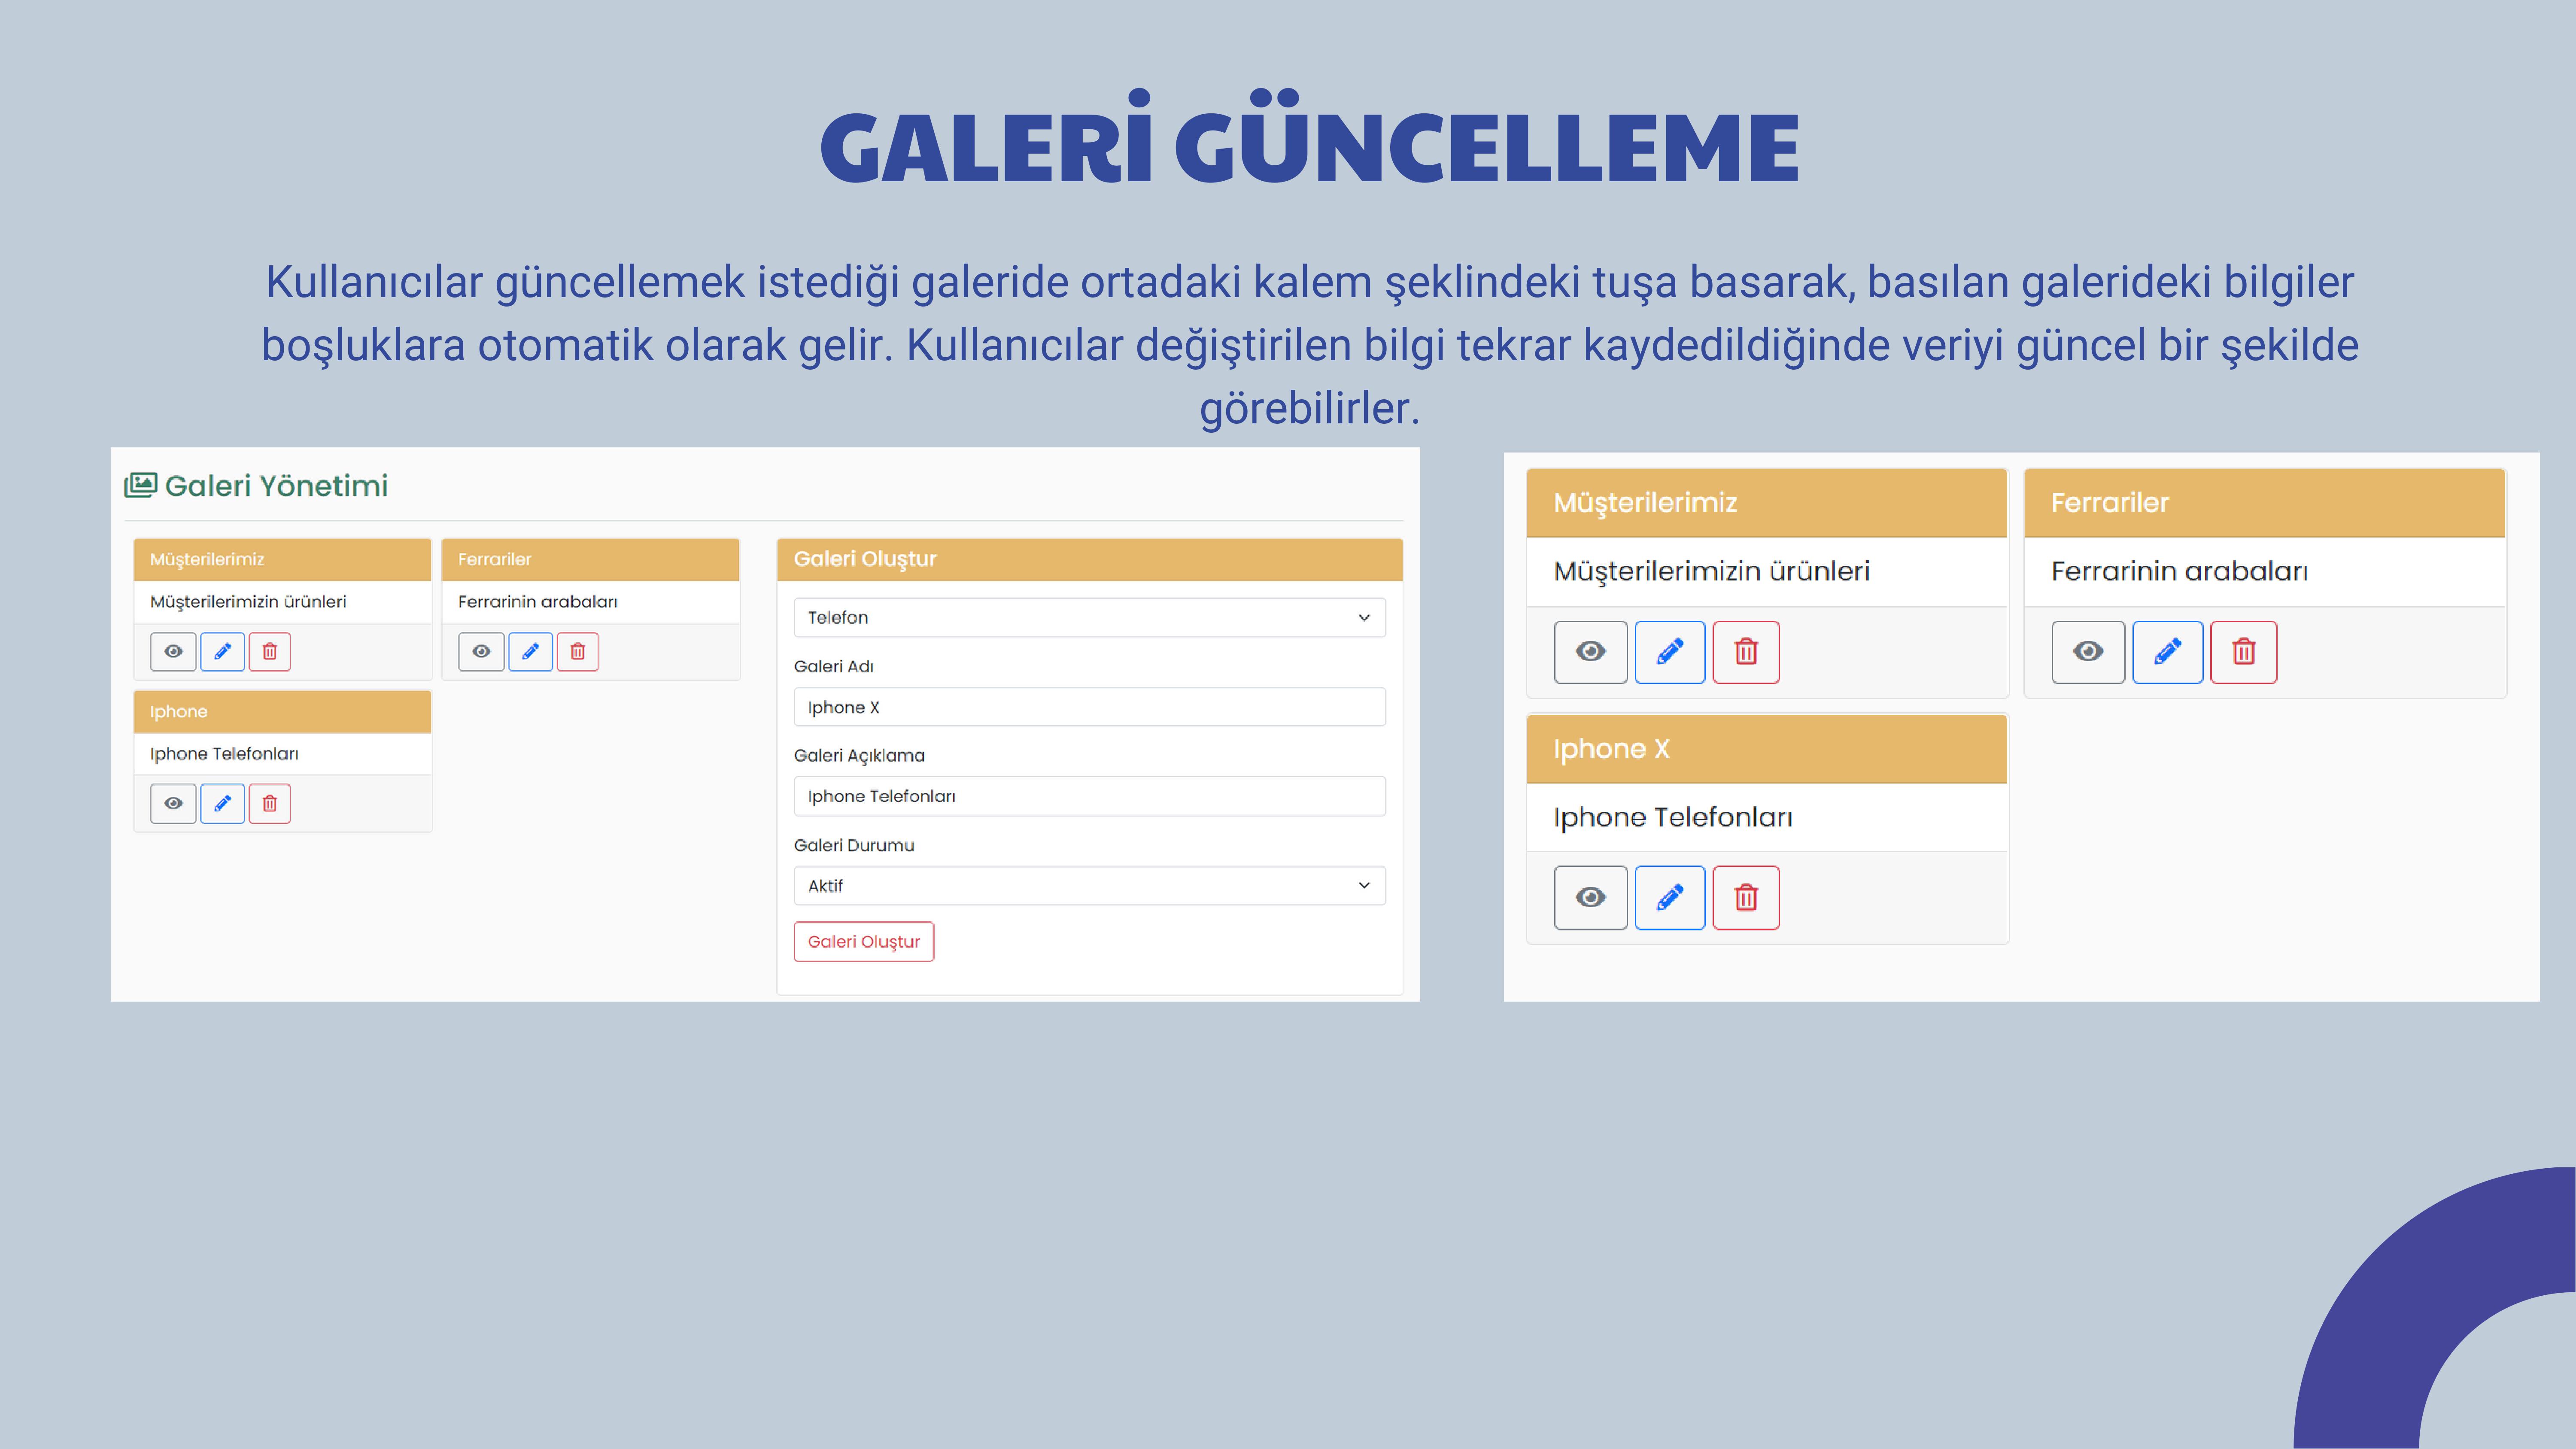 GALERİ GÜNCELLEME
Kullanıcılar güncellemek istediği galeride ortadaki kalem şeklindeki tuşa basarak, basılan galerideki bilgiler
boşluklara otomatik olarak gelir. Kullanıcılar değiştirilen bilgi tekrar kaydedildiğinde veriyi güncel bir şekilde
görebilirler.
Galeri Yönetimi
Müşterilerimiz
Müşterilerimizin ürünleri
Ferrariler
Ferrarinin arabaları
Iphone
Iphone Telefonları
Galeri Oluştur
Telefon
Galeri Adı
Iphone X
Galeri Açıklama
Iphone Telefonları
Galeri Durumu
Aktif
Galeri Oluştur
Müşterilerimiz
Müşterilerimizin ürünleri
Ferrariler
Ferrarinin arabaları
Iphone X
Iphone Telefonları